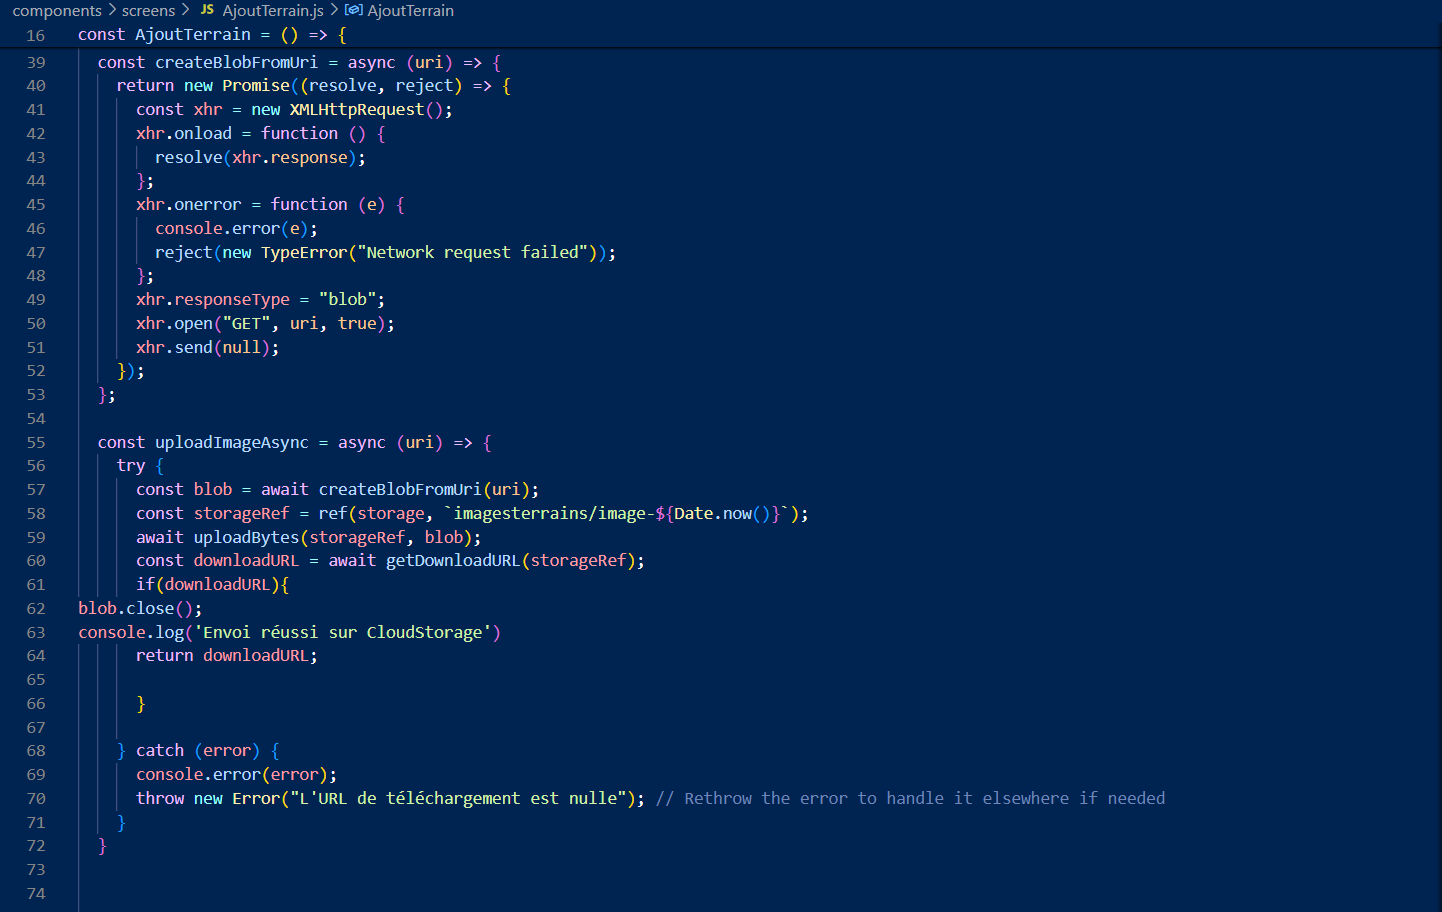 components > screens > JS AjoutTerrain.js > AjoutTerrain
16 const AjoutTerrain = () => {
39 const createBlobFromUri = async (uri) => {
40 return new Promise((resolve, reject) => {
41 const xhr = new XMLHttpRequest();
42 xhr.onload = function () {
43 resolve(xhr.response);
44 };
45 xhr.onerror = function (e) {
46 console.error(e);
47 reject(new TypeError("Network request failed"));
48 };
49 xhr.responseType = "blob";
50 xhr.open("GET", uri, true);
51 xhr.send(null);
52 });
53 };
54
55 const uploadImageAsync = async (uri) => {
56 try {
57 const blob = await createBlobFromUri(uri);
58 const storageRef = ref(storage, `imagesterrains/image-${Date.now()}`);
59 await uploadBytes(storageRef, blob);
60 const downloadURL = await getDownloadURL(storageRef);
61 if(downloadURL){
62 blob.close();
63 console.log('Envoi réussi sur CloudStorage')
64 return downloadURL;
65
66 }
67
68 } catch (error) {
69 console.error(error);
70 throw new Error("L'URL de téléchargement est nulle"); // Rethrow the error to handle it elsewhere if needed
71 }
72 }
73
74